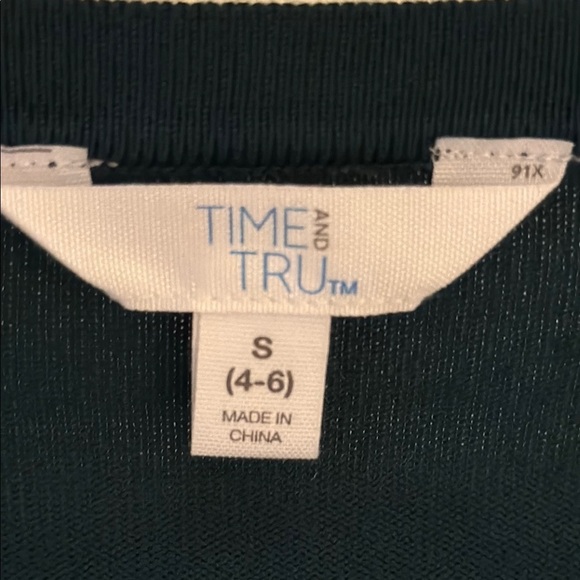 91X
TIME AND
TRU™
S
(4-6)
MADE IN
CHINA